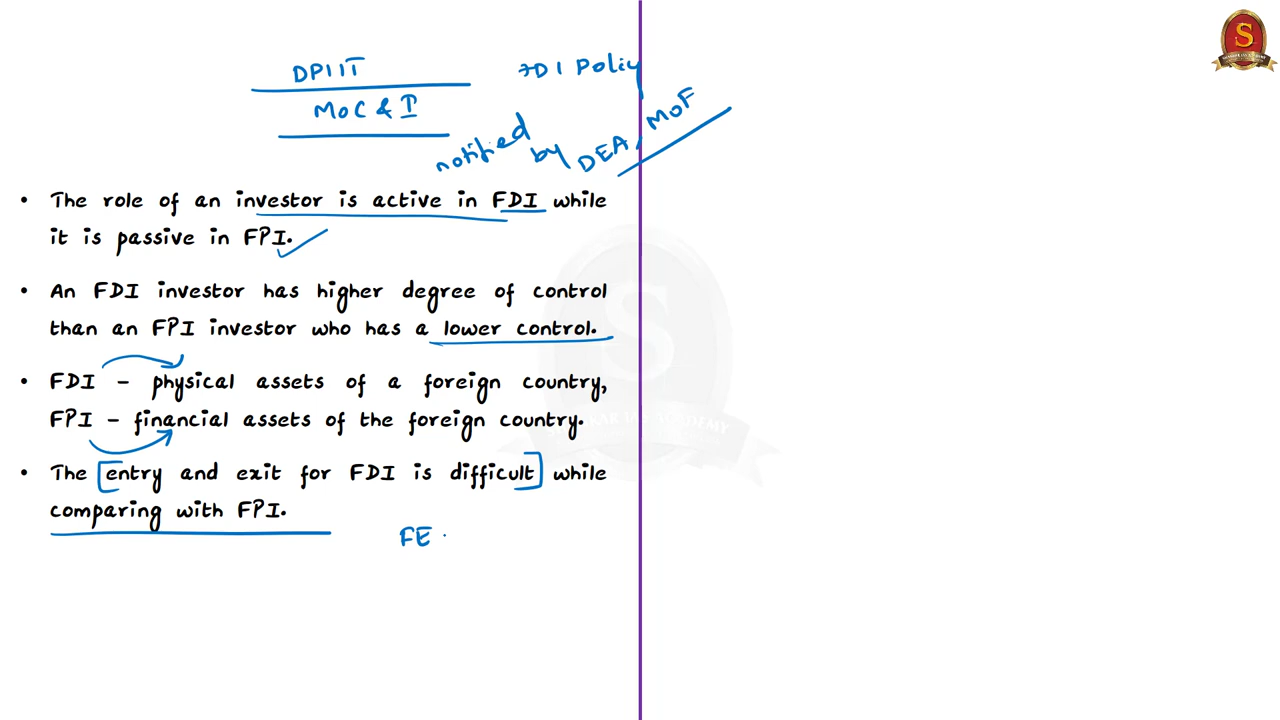 DPIIT
FDI Policy
MoC & I
notified by DEA, MoF
• The role of an investor is active in FDI while
it is passive in FPI.
• An FDI investor has higher degree of control
than an FPI investor who has a lower control.
• FDI – physical assets of a foreign country,
FPI – financial assets of the foreign country.
• The [entry and exit for FDI is difficult] while
comparing with FPI.
FE
S